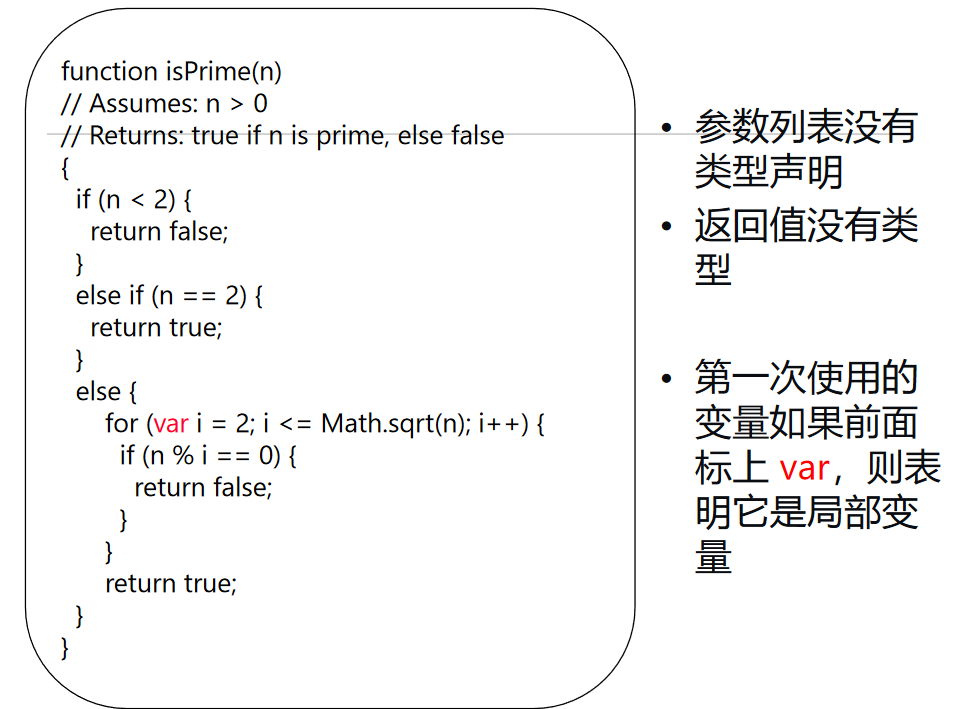 function isPrime(n)
// Assumes: n > 0
// Returns: true if n is prime, else false
{
if (n < 2) {
return false;
}
else if (n == 2) {
return true;
}
else {
for (var i = 2; i <= Math.sqrt(n); i++) {
if (n % i == 0) {
return false;
}
}
return true;
}
}
• 参数列表没有
类型声明
• 返回值没有类
型
• 第一次使用的
变量如果前面
标上 var，则表
明它是局部变
量